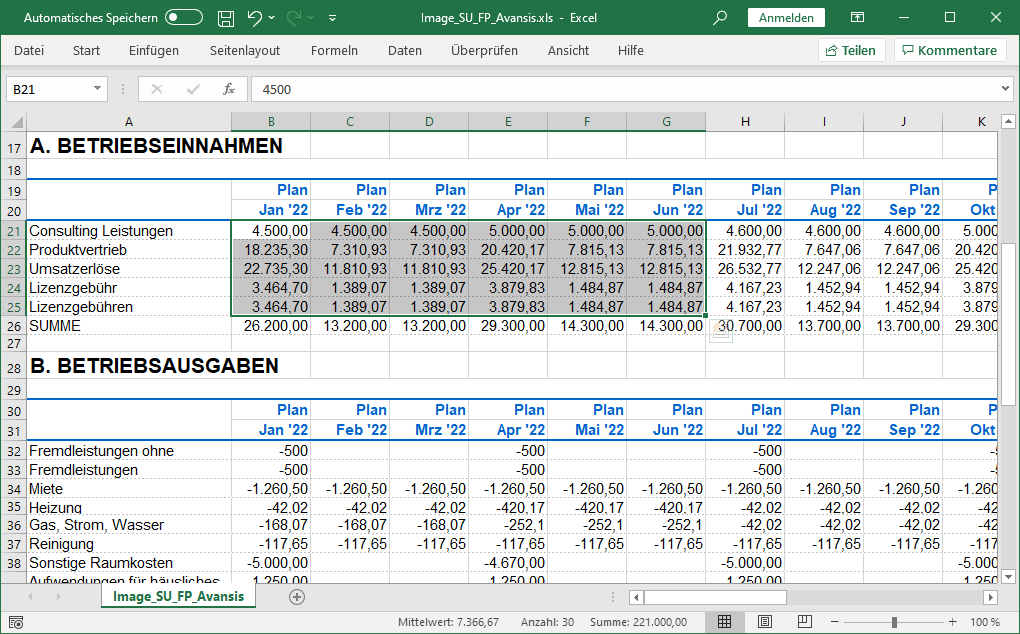 Automatisches Speichern Image_SU_FP_Avansis.xls - Excel Anmelden
Datei Start Einfügen Seitenlayout Formeln Daten Überprüfen Ansicht Hilfe Teilen Kommentare
B21 fx 4500
A B C D E F G H I J K
17 A. BETRIEBSEINNAHMEN
18
19 Plan Plan Plan Plan Plan Plan Plan Plan Plan P
20 Jan '22 Feb '22 Mrz '22 Apr '22 Mai '22 Jun '22 Jul '22 Aug '22 Sep '22 Okt
21 Consulting Leistungen 4.500,00 4.500,00 4.500,00 5.000,00 5.000,00 5.000,00 4.600,00 4.600,00 4.600,00 5.000
22 Produktvertrieb 18.235,30 7.310,93 7.310,93 20.420,17 7.815,13 7.815,13 21.932,77 7.647,06 7.647,06 20.420
23 Umsatzerlöse 22.735,30 11.810,93 11.810,93 25.420,17 12.815,13 12.815,13 26.532,77 12.247,06 12.247,06 25.420
24 Lizenzgebühr 3.464,70 1.389,07 1.389,07 3.879,83 1.484,87 1.484,87 4.167,23 1.452,94 1.452,94 3.879
25 Lizenzgebühren 3.464,70 1.389,07 1.389,07 3.879,83 1.484,87 1.484,87 4.167,23 1.452,94 1.452,94 3.879
26 SUMME 26.200,00 13.200,00 13.200,00 29.300,00 14.300,00 14.300,00 30.700,00 13.700,00 13.700,00 29.300
27
28 B. BETRIEBSAUSGABEN
29
30 Plan Plan Plan Plan Plan Plan Plan Plan Plan P
31 Jan '22 Feb '22 Mrz '22 Apr '22 Mai '22 Jun '22 Jul '22 Aug '22 Sep '22 Okt
32 Fremdleistungen ohne -500 -500 -500
33 Fremdleistungen -500 -500 -500
34 Miete -1.260,50 -1.260,50 -1.260,50 -1.260,50 -1.260,50 -1.260,50 -1.260,50 -1.260,50 -1.260,50 -1.260
35 Heizung -42,02 -42,02 -42,02 -420,17 -420,17 -420,17 -42,02 -42,02 -42,02 -42
36 Gas, Strom, Wasser -168,07 -168,07 -168,07 -252,1 -252,1 -252,1 -42,02 -42,02 -42,02 -42
37 Reinigung -117,65 -117,65 -117,65 -117,65 -117,65 -117,65 -117,65 -117,65 -117,65 -117
38 Sonstige Raumkosten -5.000,00 -4.670,00 -5.000,00 -5.000
Aufwendungen für häusliches 1.250,00 1.250,00 1.250,00 1.250
Image_SU_FP_Avansis
Mittelwert: 7.366,67 Anzahl: 30 Summe: 221.000,00 100 %